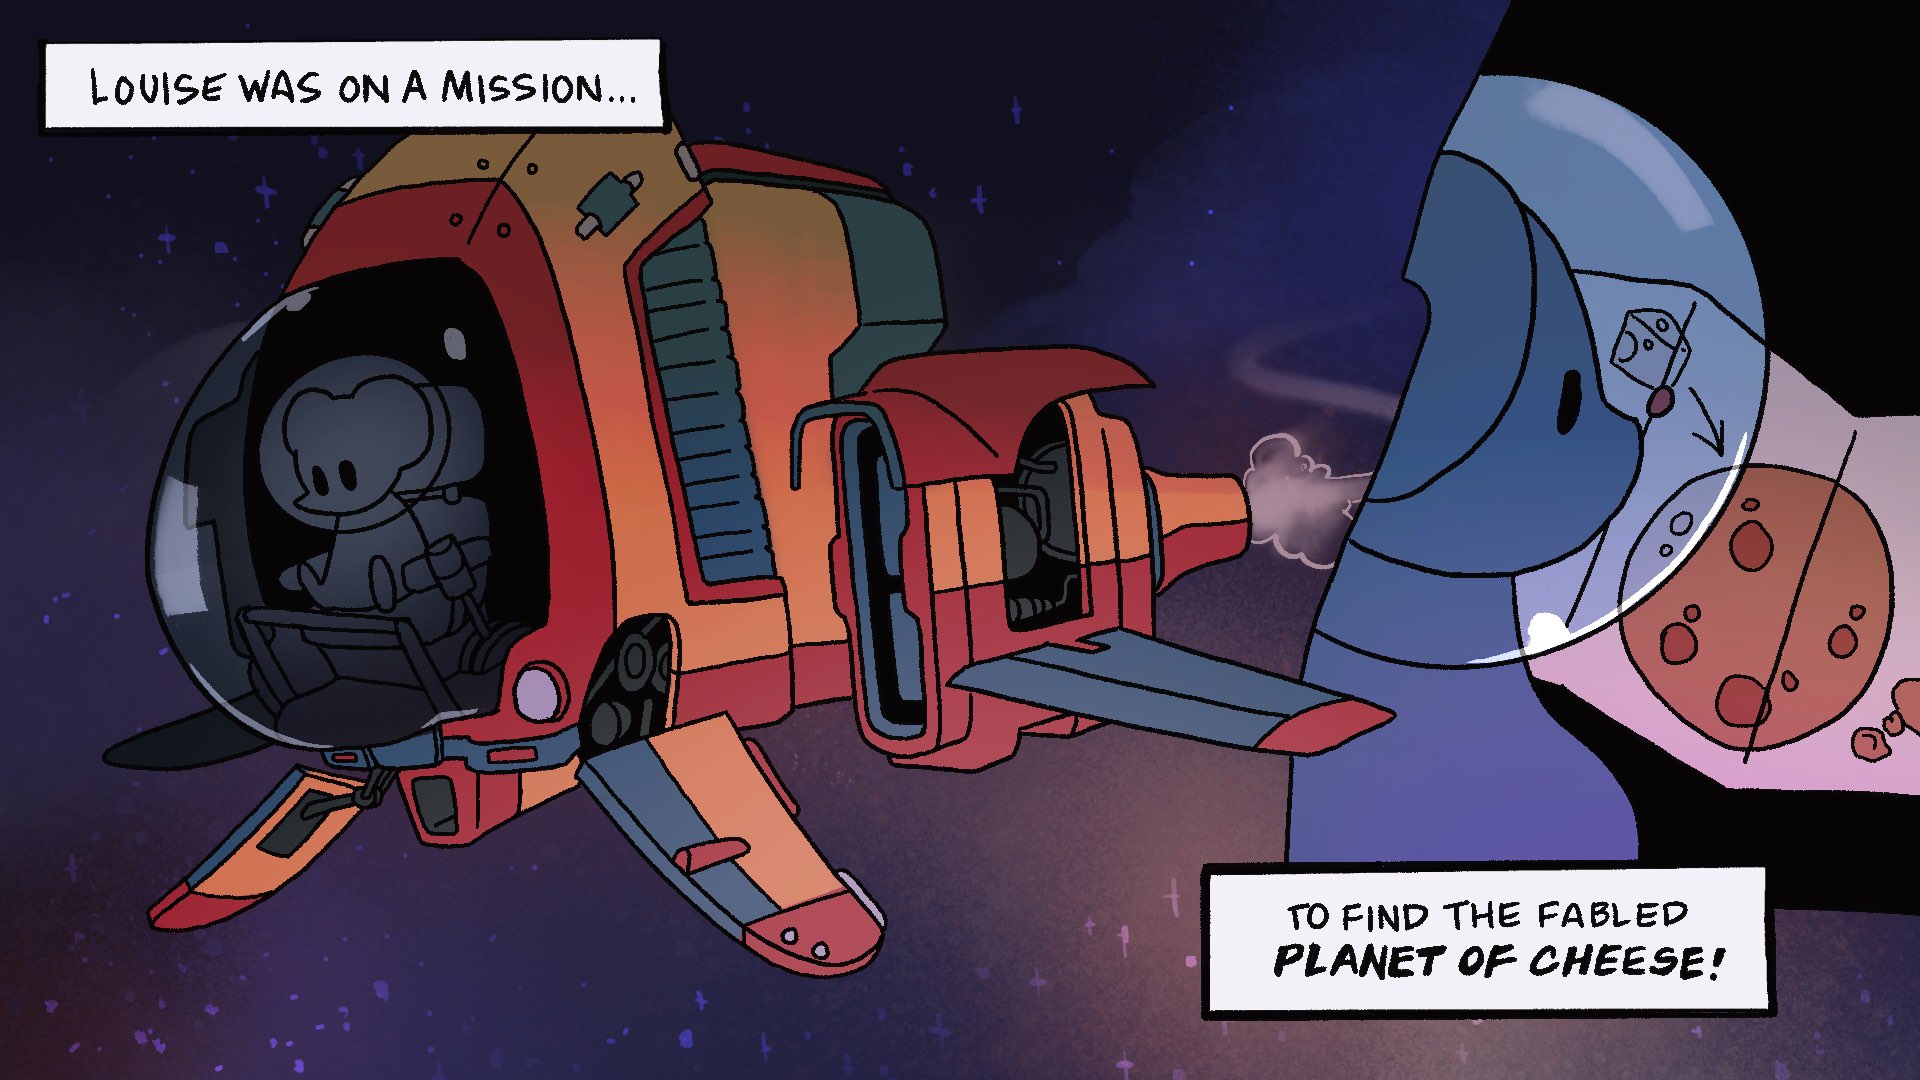 LOUISE WAS ON A MISSION...
TO FIND THE FABLED
PLANET OF CHEESE!